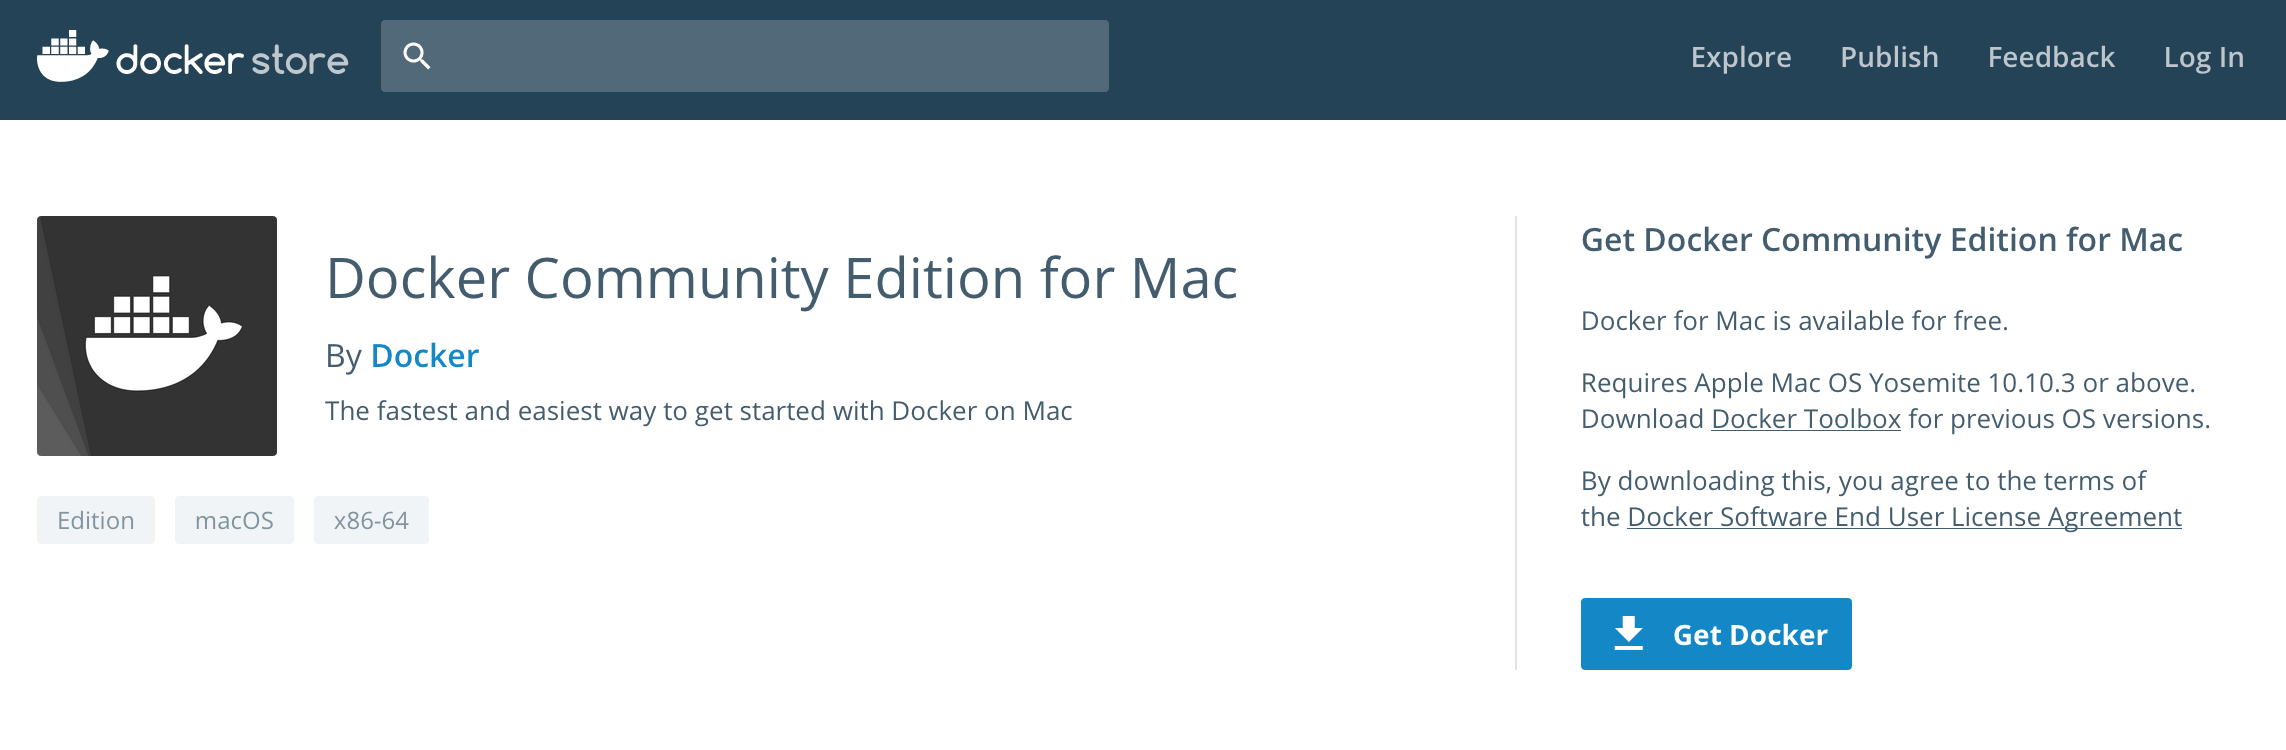 docker store
Explore
Publish
Feedback
Log In
Docker Community Edition for Mac
By Docker
The fastest and easiest way to get started with Docker on Mac
Edition
macOS
x86-64
Get Docker Community Edition for Mac
Docker for Mac is available for free.
Requires Apple Mac OS Yosemite 10.10.3 or above.
Download Docker Toolbox for previous OS versions.
By downloading this, you agree to the terms of
the Docker Software End User License Agreement
Get Docker